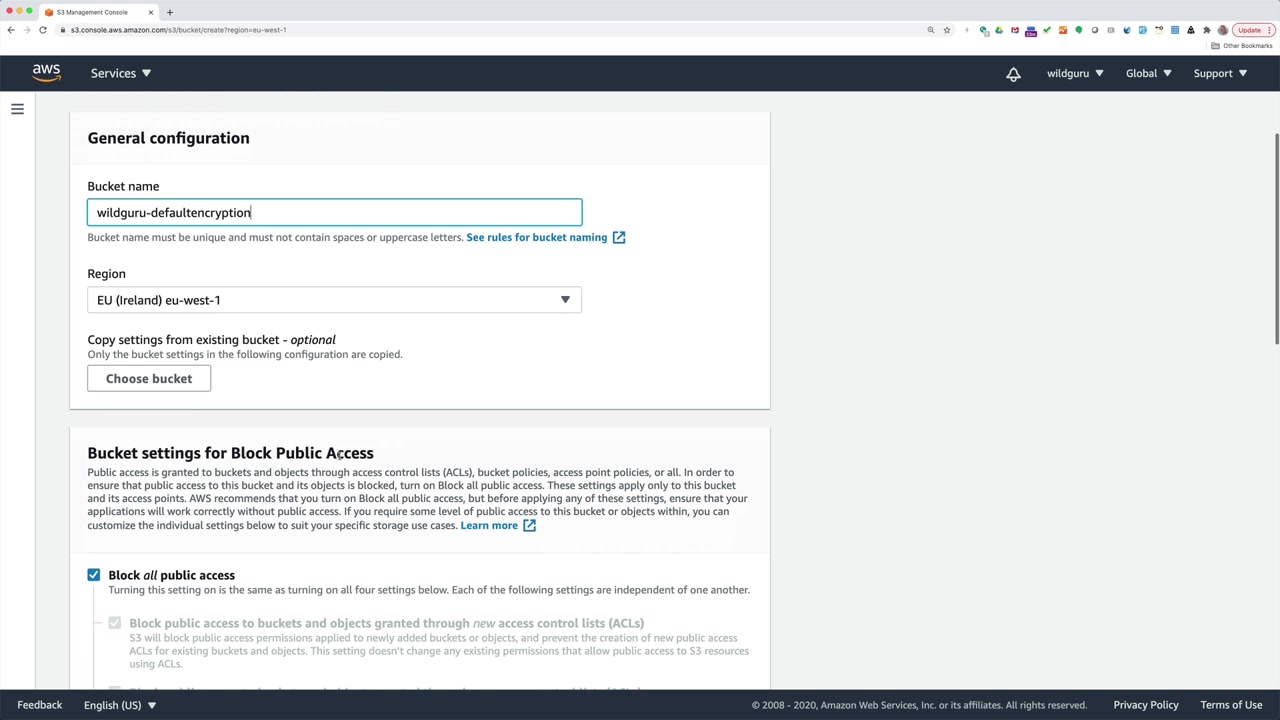 S3 Management Console
s3.console.aws.amazon.com/s3/bucket/create?region=eu-west-1
Update
Other Bookmarks
aws
Services
wildguru
Global
Support
General configuration
Bucket name
wildguru-defaultencryption
Bucket name must be unique and must not contain spaces or uppercase letters. See rules for bucket naming
Region
EU (Ireland) eu-west-1
Copy settings from existing bucket - optional
Only the bucket settings in the following configuration are copied.
Choose bucket
Bucket settings for Block Public Access
Public access is granted to buckets and objects through access control lists (ACLs), bucket policies, access point policies, or all. In order
to ensure that public access to this bucket and its objects is blocked, turn on Block all public access. These settings apply only to this bucket
and its access points. AWS recommends that you turn on Block all public access, but before applying any of these settings, ensure that your
applications will work correctly without public access. If you require some level of public access to this bucket or objects within, you can
customize the individual settings below to suit your specific storage use cases. Learn more
Block all public access
Turning this setting on is the same as turning on all four settings below. Each of the following settings are independent of one another.
Block public access to buckets and objects granted through new access control lists (ACLs)
S3 will block public access permissions applied to newly added buckets or objects, and prevent the creation of new public access
ACLs for existing buckets and objects. This setting doesn't change any existing permissions that allow public access to S3 resources
using ACLs.
Feedback
English (US)
© 2008 - 2020, Amazon Web Services, Inc. or its affiliates. All rights reserved.
Privacy Policy
Terms of Use